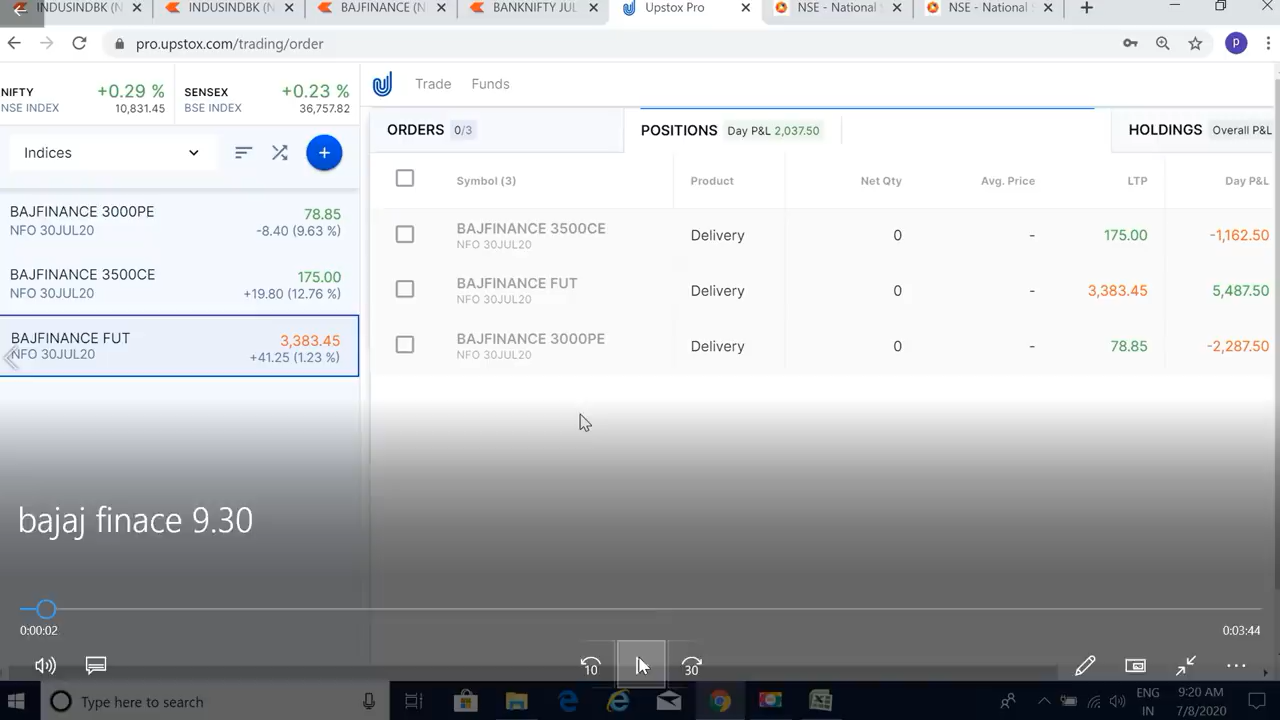 INDUSINDBK (N
INDUSINDBK (N
BAJFINANCE (N
BANKNIFTY JUL
Upstox Pro
NSE - National
NSE - National
pro.upstox.com/trading/order
P
NIFTY +0.29 %
NSE INDEX 10,831.45
SENSEX +0.23 %
BSE INDEX 36,757.82
Trade Funds
Indices
ORDERS 0/3
POSITIONS Day P&L 2,037.50
HOLDINGS Overall P&L
Symbol (3) Product Net Qty Avg. Price LTP Day P&L
BAJFINANCE 3000PE 78.85
NFO 30JUL20 -8.40 (9.63 %)
BAJFINANCE 3500CE 175.00
NFO 30JUL20 +19.80 (12.76 %)
BAJFINANCE FUT 3,383.45
NFO 30JUL20 +41.25 (1.23 %)
BAJFINANCE 3500CE Delivery 0 - 175.00 -1,162.50
NFO 30JUL20
BAJFINANCE FUT Delivery 0 - 3,383.45 5,487.50
NFO 30JUL20
BAJFINANCE 3000PE Delivery 0 - 78.85 -2,287.50
NFO 30JUL20
bajaj finace 9.30
0:00:02 0:03:44
10 30
Type here to search
ENG
IN
9:20 AM
7/8/2020